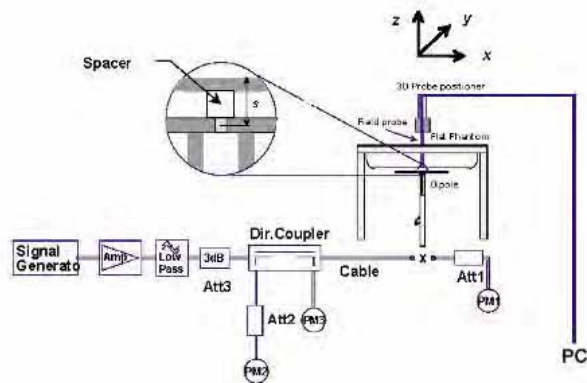 z
y
x
Spacer
s
3D Probe positioner
Field probe
Flat Phantom
Dipole
Dir.Coupler
Signal
Generato
Amp
Low
Pass
3dB
Att3
Cable
x
Att1
PM1
Att2
PM3
PM2
PC